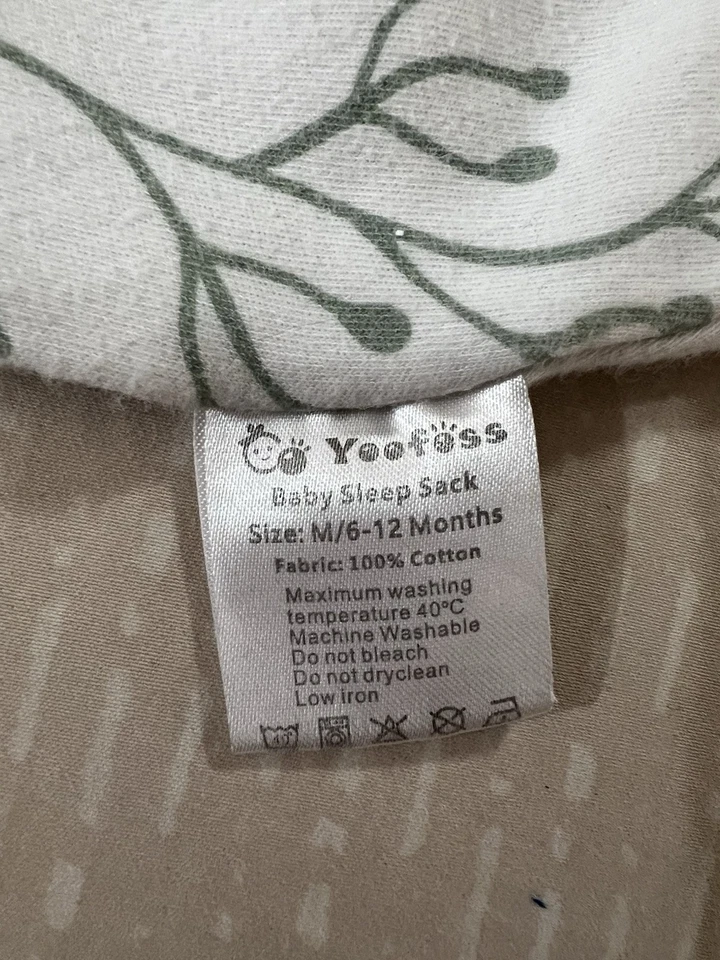 Yoofoss
Baby Sleep Sack
Size: M/6-12 Months
Fabric: 100% Cotton
Maximum washing
temperature 40°C
Machine Washable
Do not bleach
Do not dryclean
Low iron
40